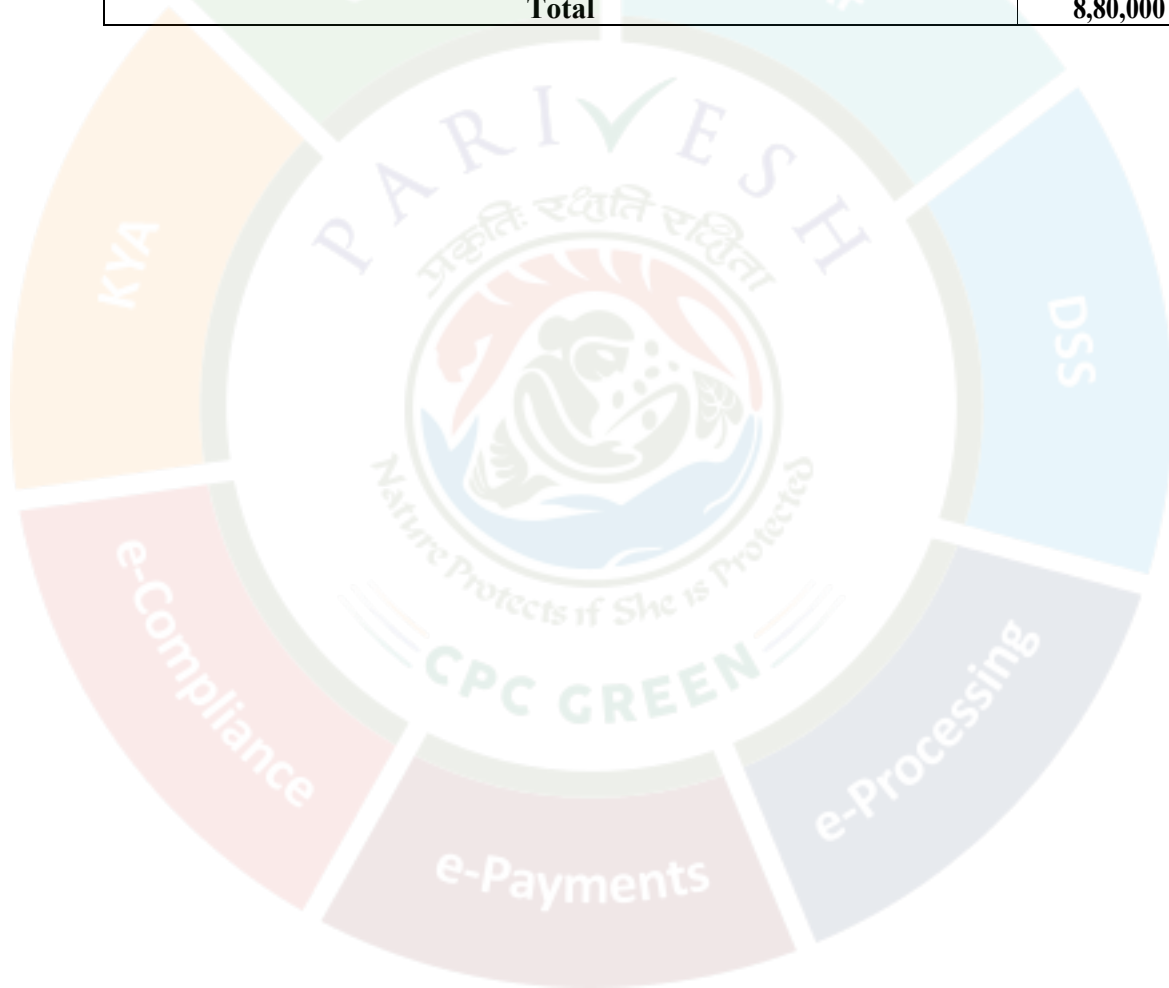 Total 8,80,000
PARIVESH
प्रकृतिः रक्षति रक्षिता
KYA
DSS
Nature Protects if She is Protected
CPC GREEN
e-Compliance
e-Processing
e-Payments